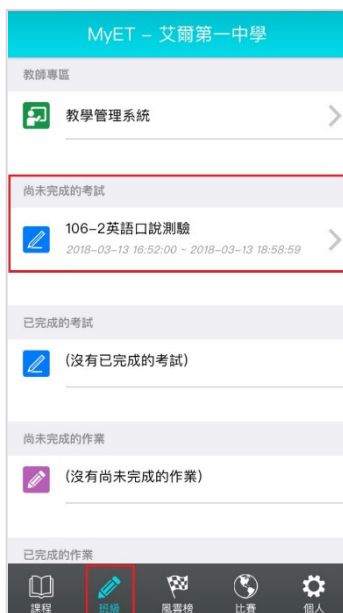 MyET – 艾爾第一中學
教師專區
教學管理系統
尚未完成的考試
106–2英語口說測驗
2018–03–13 16:52:00 ~ 2018–03–13 18:58:59
已完成的考試
(沒有已完成的考試)
尚未完成的作業
(沒有尚未完成的作業)
已完成的作業
課程 班級 風雲榜 比賽 個人